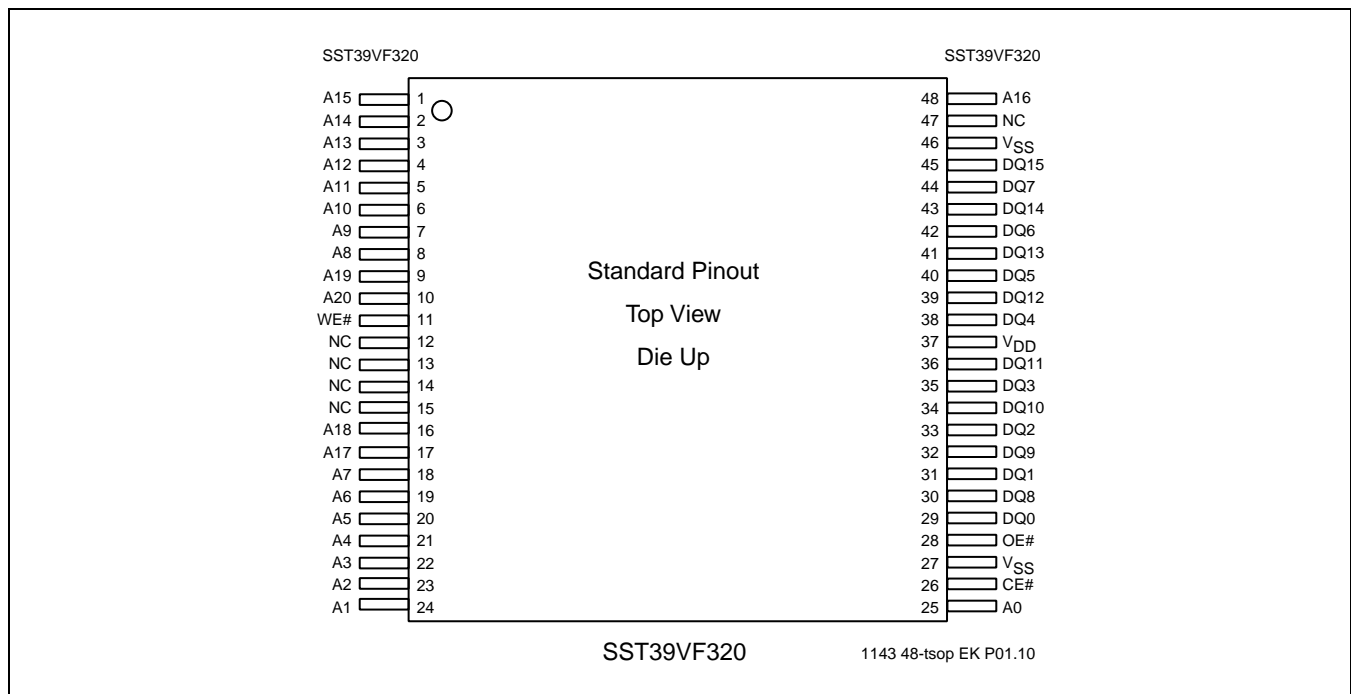 SST39VF320 SST39VF320
A15 1 48 A16
A14 2 47 NC
A13 3 46 VSS
A12 4 45 DQ15
A11 5 44 DQ7
A10 6 43 DQ14
A9 7 42 DQ6
A8 8 41 DQ13
A19 9 40 DQ5
A20 10 39 DQ12
WE# 11 38 DQ4
NC 12 37 VDD
NC 13 36 DQ11
NC 14 35 DQ3
NC 15 34 DQ10
A18 16 33 DQ2
A17 17 32 DQ9
A7 18 31 DQ1
A6 19 30 DQ8
A5 20 29 DQ0
A4 21 28 OE#
A3 22 27 VSS
A2 23 26 CE#
A1 24 25 A0
Standard Pinout
Top View
Die Up
SST39VF320 1143 48-tsop EK P01.10